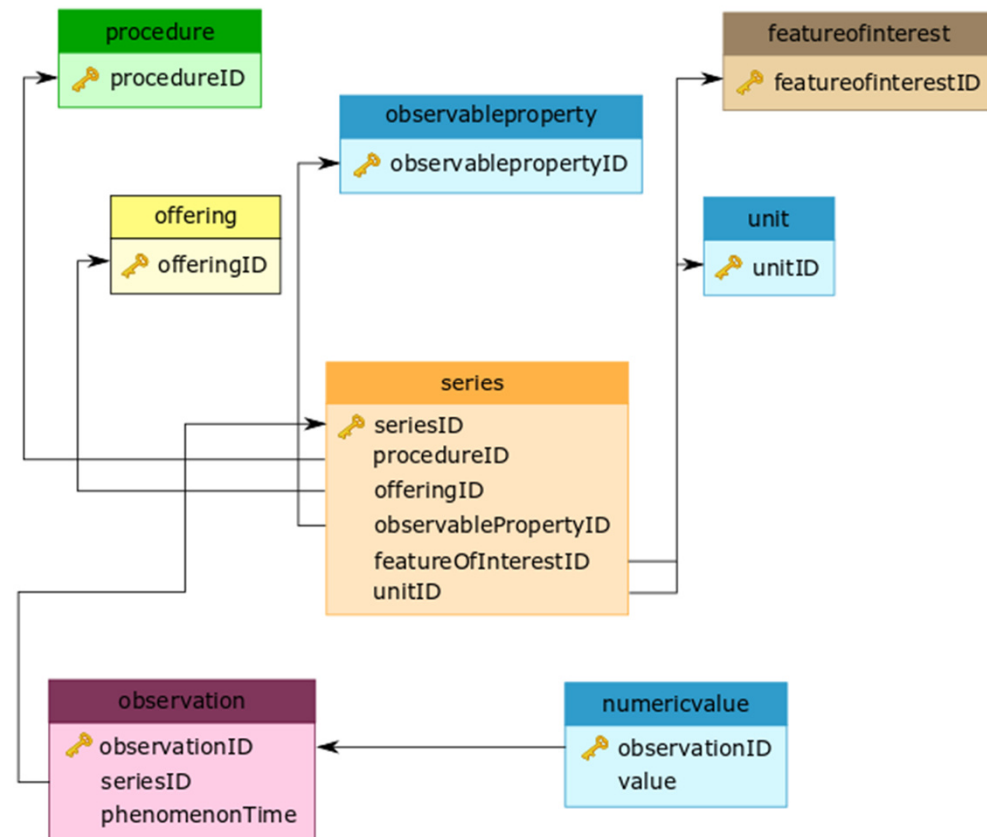 procedure
procedureID
featureofinterest
featureofinterestID
observableproperty
observablepropertyID
offering
offeringID
unit
unitID
series
seriesID
procedureID
offeringID
observablePropertyID
featureOfInterestID
unitID
observation
observationID
seriesID
phenomenonTime
numericvalue
observationID
value